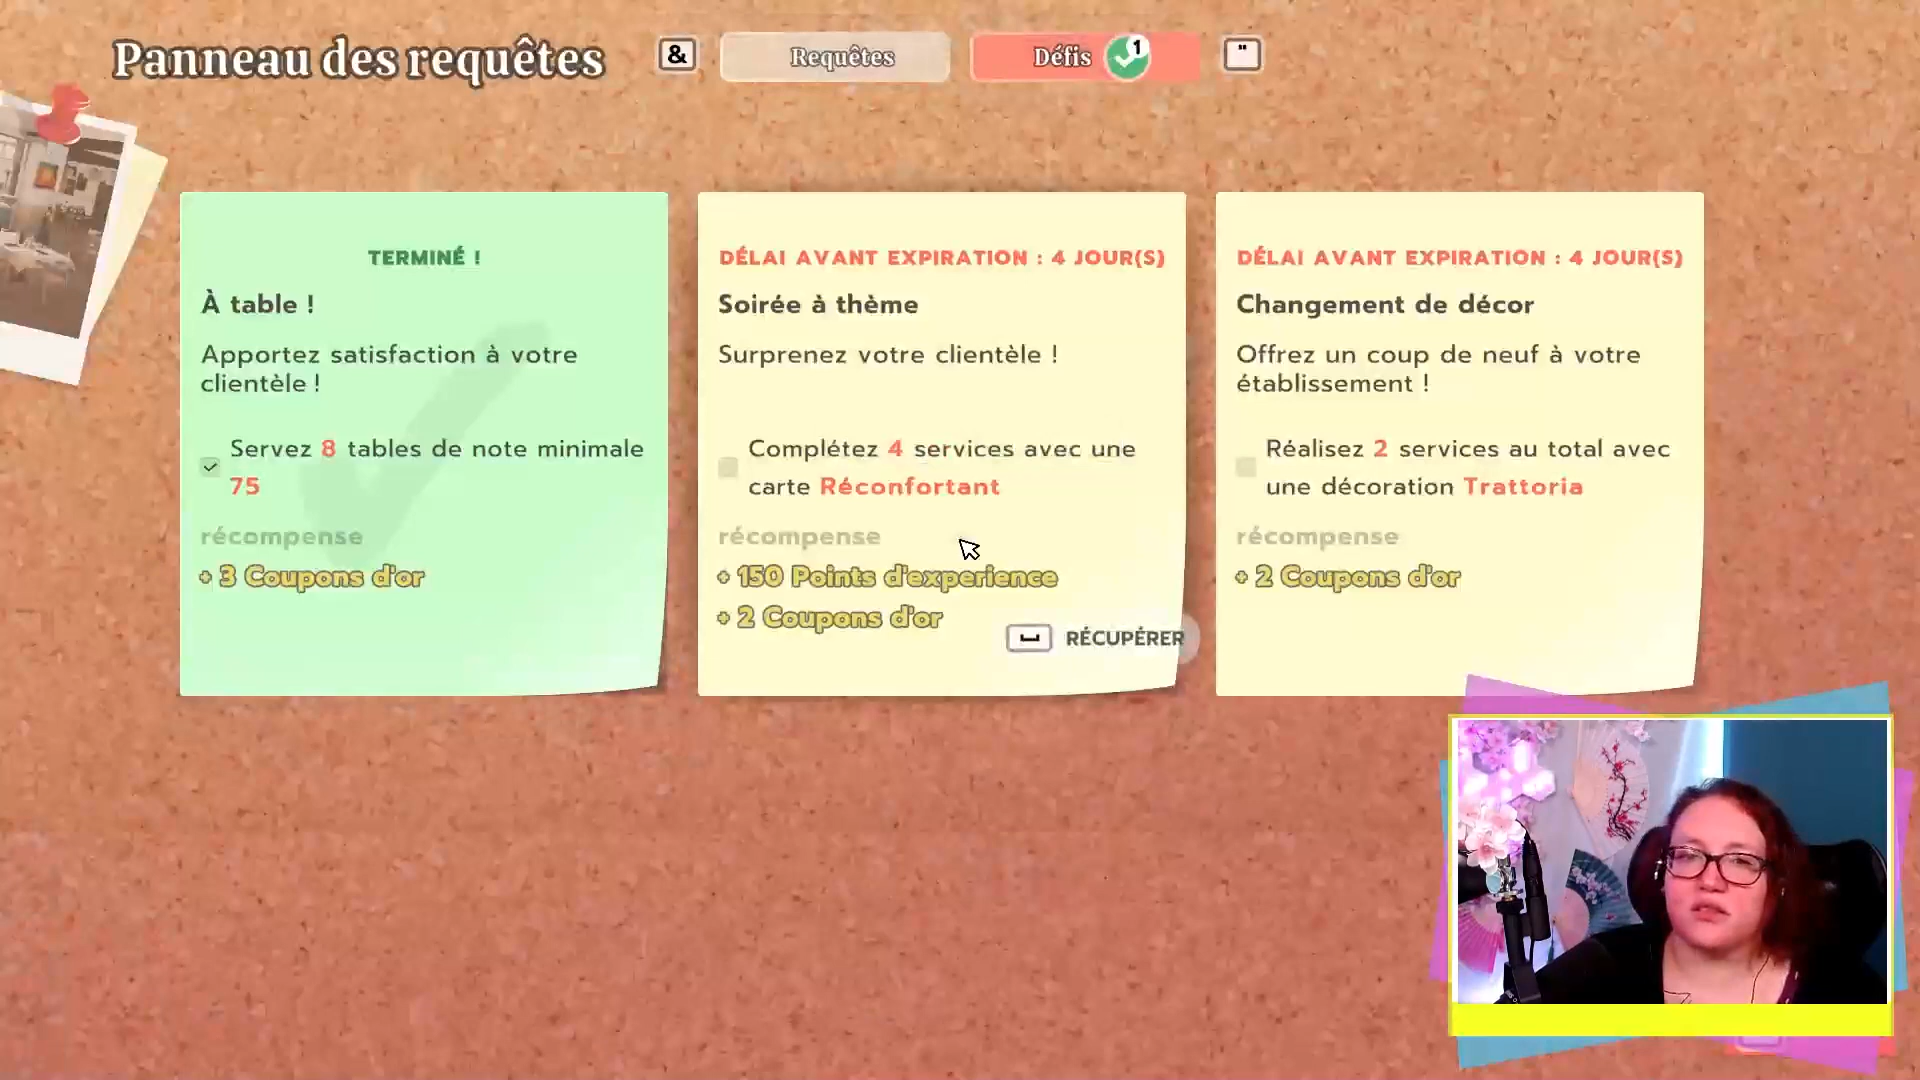 Panneau des requêtes
&
Requêtes
Défis
1
"
TERMINÉ !
À table !
Apportez satisfaction à votre
clientèle !
Servez 8 tables de note minimale
75
récompense
+ 3 Coupons d'or
DÉLAI AVANT EXPIRATION : 4 JOUR(S)
Soirée à thème
Surprenez votre clientèle !
Complétez 4 services avec une
carte Réconfortant
récompense
+ 150 Points d'experience
+ 2 Coupons d'or
RÉCUPÉRER
DÉLAI AVANT EXPIRATION : 4 JOUR(S)
Changement de décor
Offrez un coup de neuf à votre
établissement !
Réalisez 2 services au total avec
une décoration Trattoria
récompense
+ 2 Coupons d'or